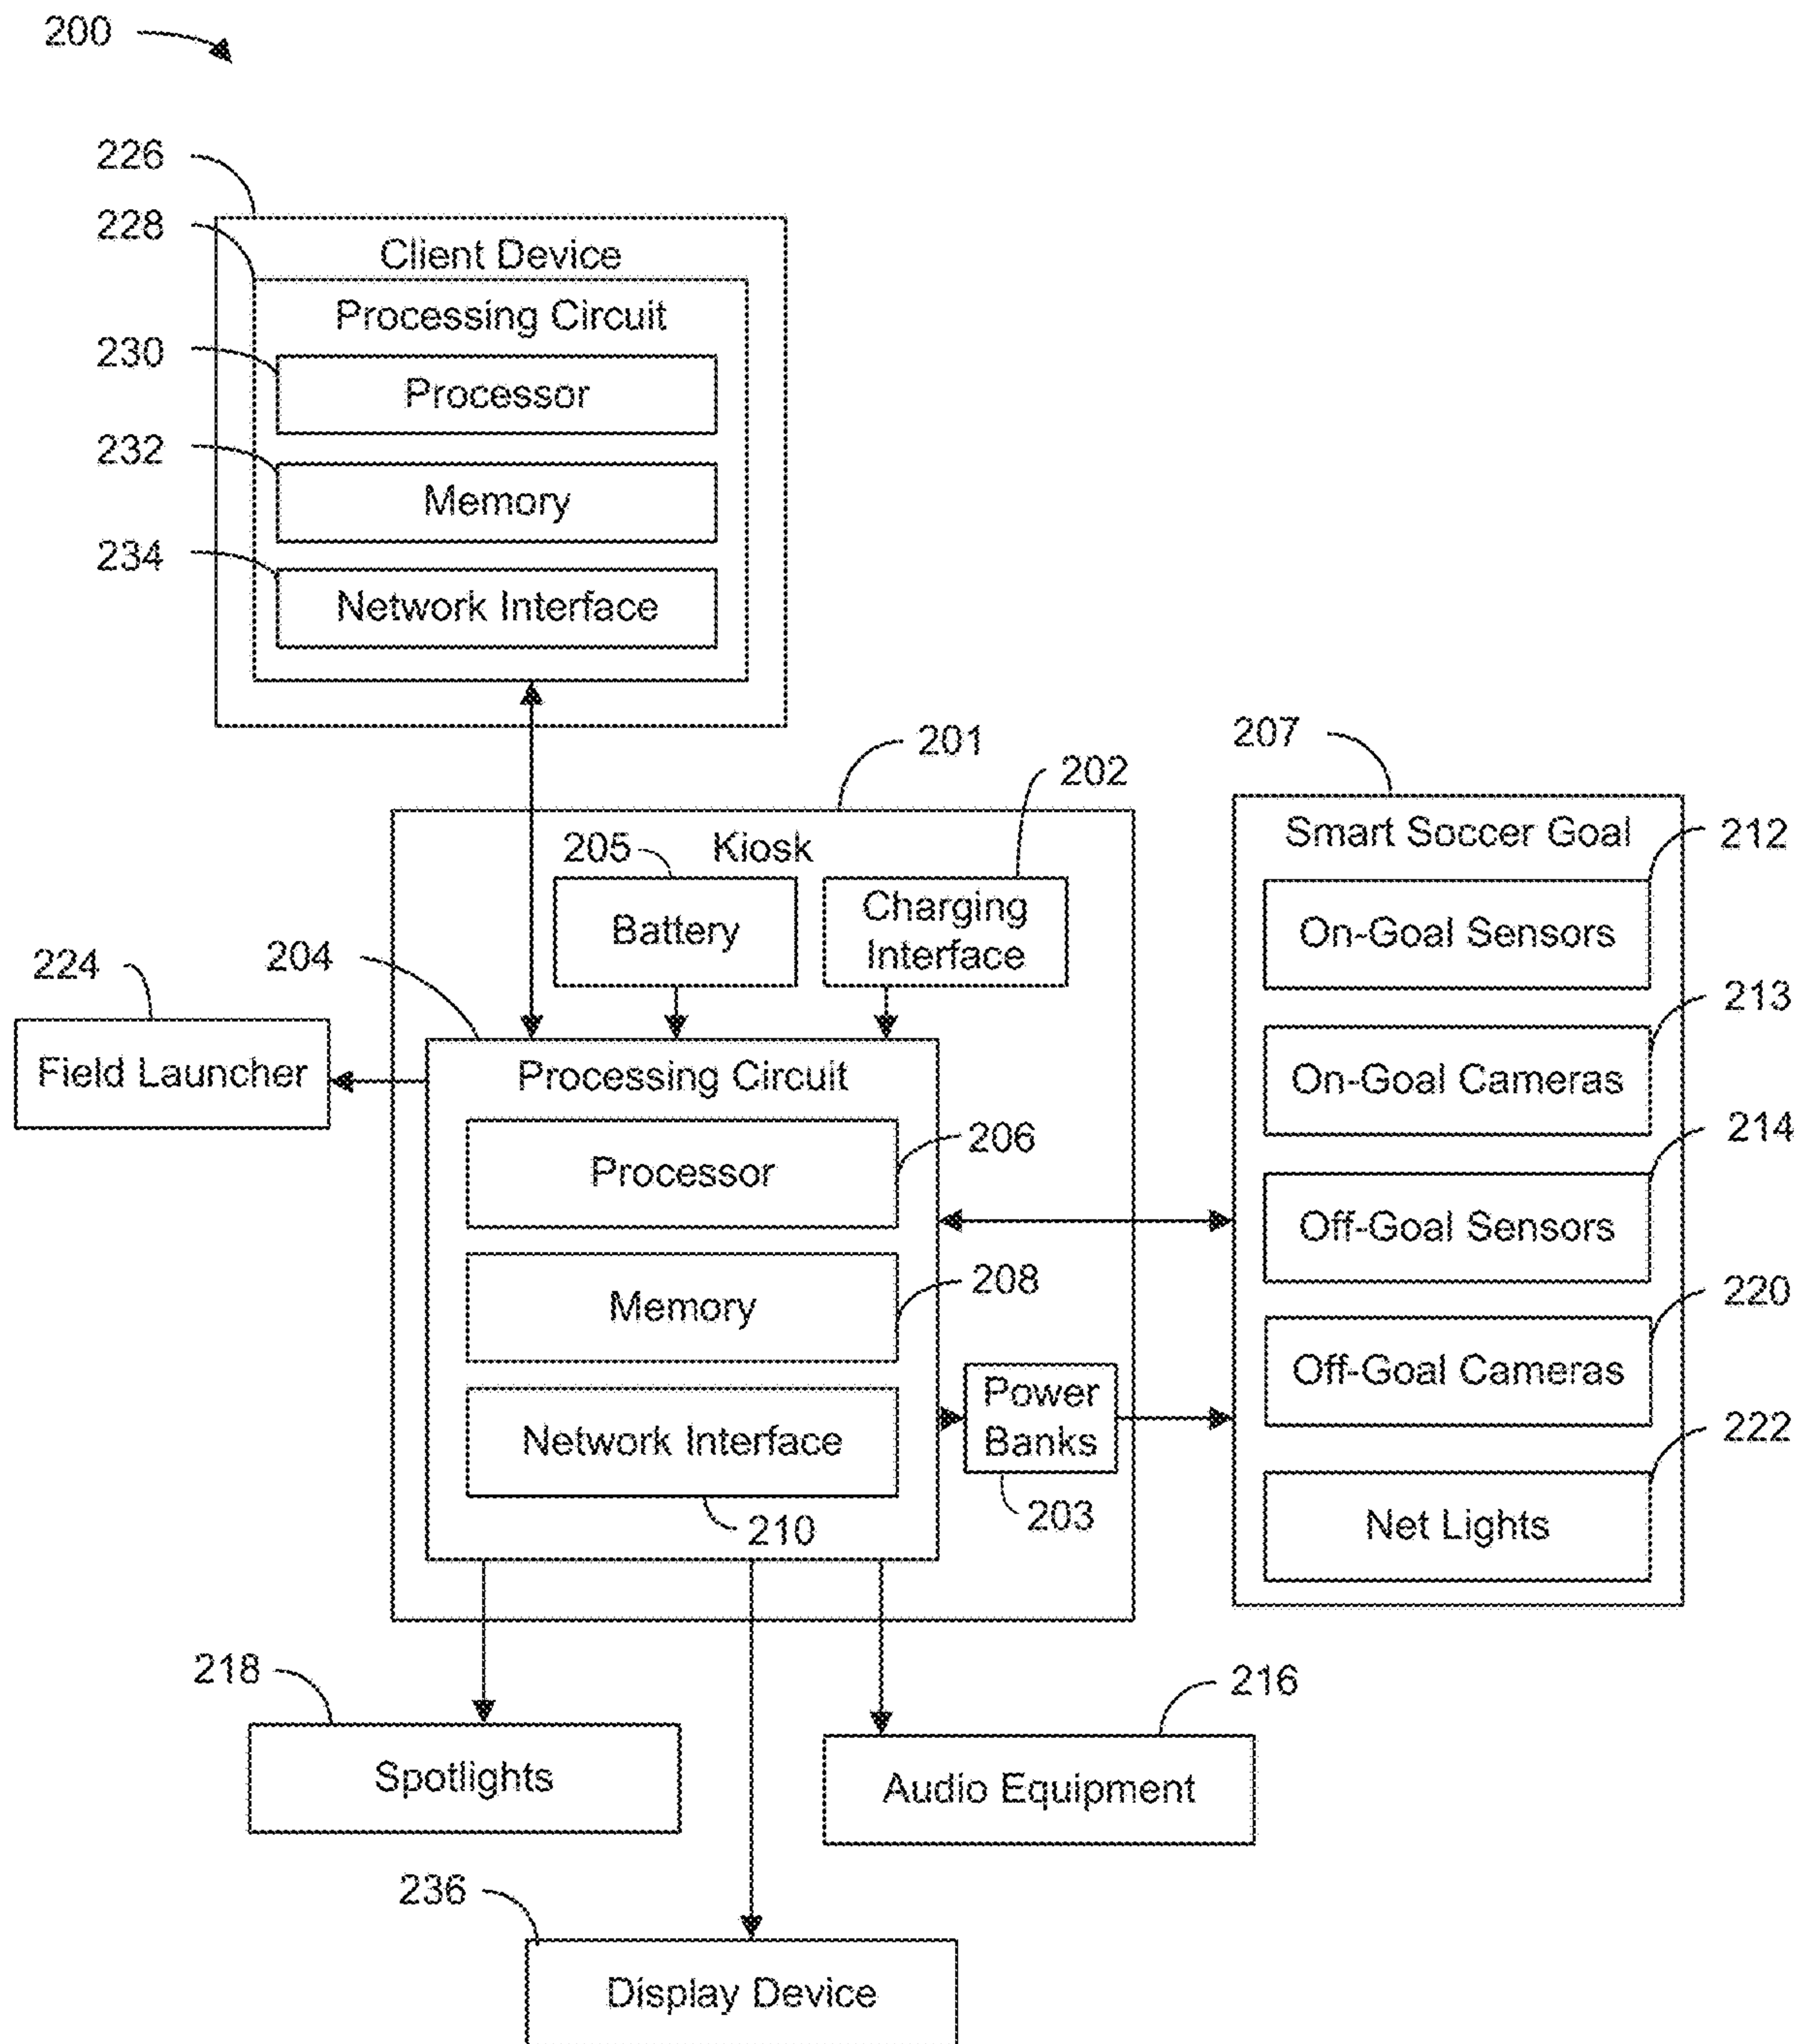 200
226
Client Device
228
Processing Circuit
230
Processor
232
Memory
234
Network Interface
201
202
207
205
Kiosk
Smart Soccer Goal
212
Battery
Charging
Interface
On-Goal Sensors
204
224
213
Field Launcher
Processing Circuit
On-Goal Cameras
206
214
Processor
Off-Goal Sensors
208
220
Memory
Off-Goal Cameras
Power
Banks
222
Network Interface
203
210
Net Lights
218
216
Spotlights
Audio Equipment
236
Display Device